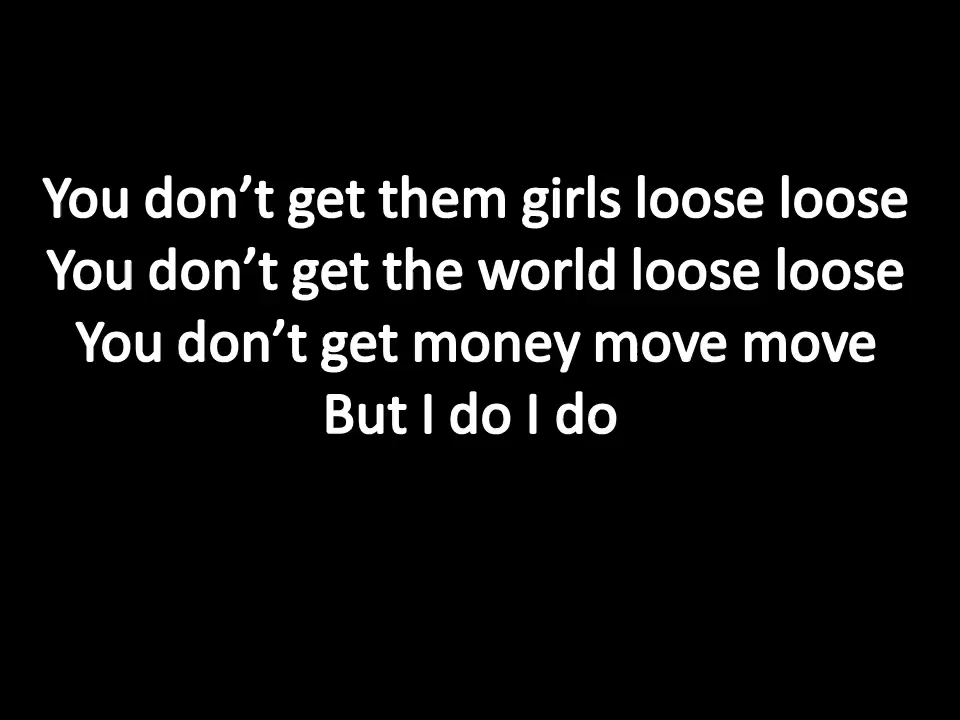 You don’t get them girls loose loose
You don’t get the world loose loose
You don’t get money move move
But I do I do